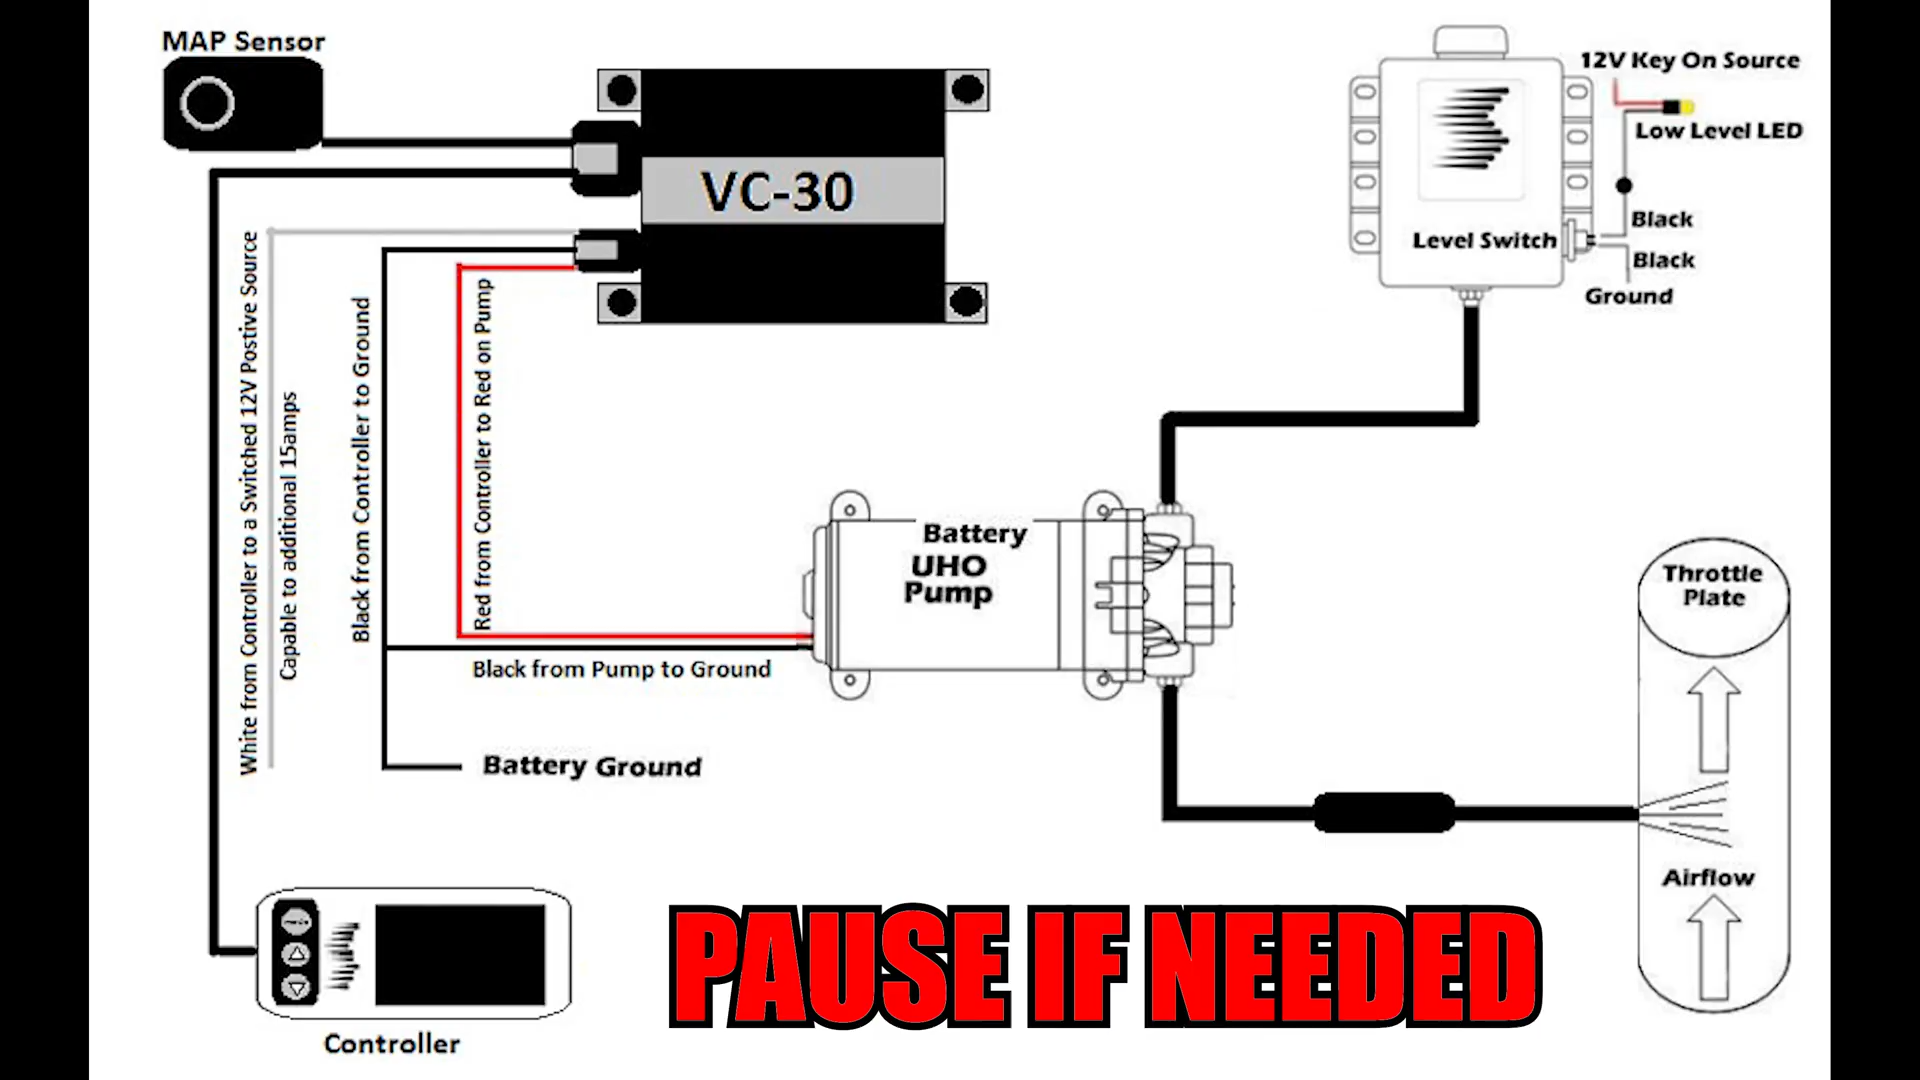 MAP Sensor
VC-30
12V Key On Source
Low Level LED
Black
Level Switch
Black
Ground
White from Controller to a Switched 12V Postive Source
Capable to additional 15amps
Black from Controller to Ground
Red from Controller to Red on Pump
Battery
UHO
Pump
Black from Pump to Ground
Battery Ground
Throttle
Plate
Airflow
Controller
PAUSE IF NEEDED